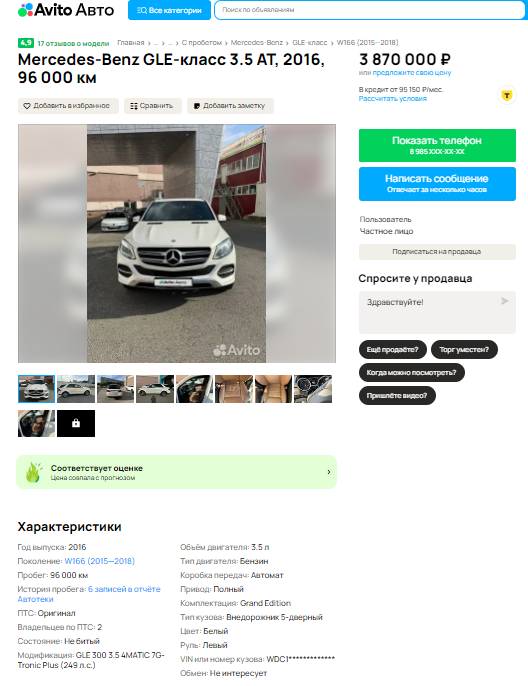 Avito Авто
Все категории
Поиск по объявлениям
4,9 17 отзывов о модели
Главная › ... › ... › С пробегом › Mercedes-Benz › GLE-класс › W166 (2015—2018)
Mercedes-Benz GLE-класс 3.5 AT, 2016,
96 000 км
3 870 000 ₽
или предложите свою цену
Добавить в избранное
Сравнить
Добавить заметку
В кредит от 95 150 ₽/мес.
Рассчитать условия
Показать телефон
8 985 XXX-XX-XX
Написать сообщение
Отвечает за несколько часов
Пользователь
Частное лицо
Подписаться на продавца
Спросите у продавца
Здравствуйте!
Ещё продаёте?
Торг уместен?
Когда можно посмотреть?
Пришлёте видео?
Avito Авто
Avito
Соответствует оценке
Цена совпала с прогнозом
Характеристики
Год выпуска: 2016
Поколение: W166 (2015—2018)
Пробег: 96 000 км
История пробега: 6 записей в отчёте
Автотеки
ПТС: Оригинал
Владельцев по ПТС: 2
Состояние: Не битый
Модификация: GLE 300 3.5 4MATIC 7G-
Tronic Plus (249 л.с.)
Объём двигателя: 3.5 л
Тип двигателя: Бензин
Коробка передач: Автомат
Привод: Полный
Комплектация: Grand Edition
Тип кузова: Внедорожник 5-дверный
Цвет: Белый
Руль: Левый
VIN или номер кузова: WDC1*************
Обмен: Не интересует